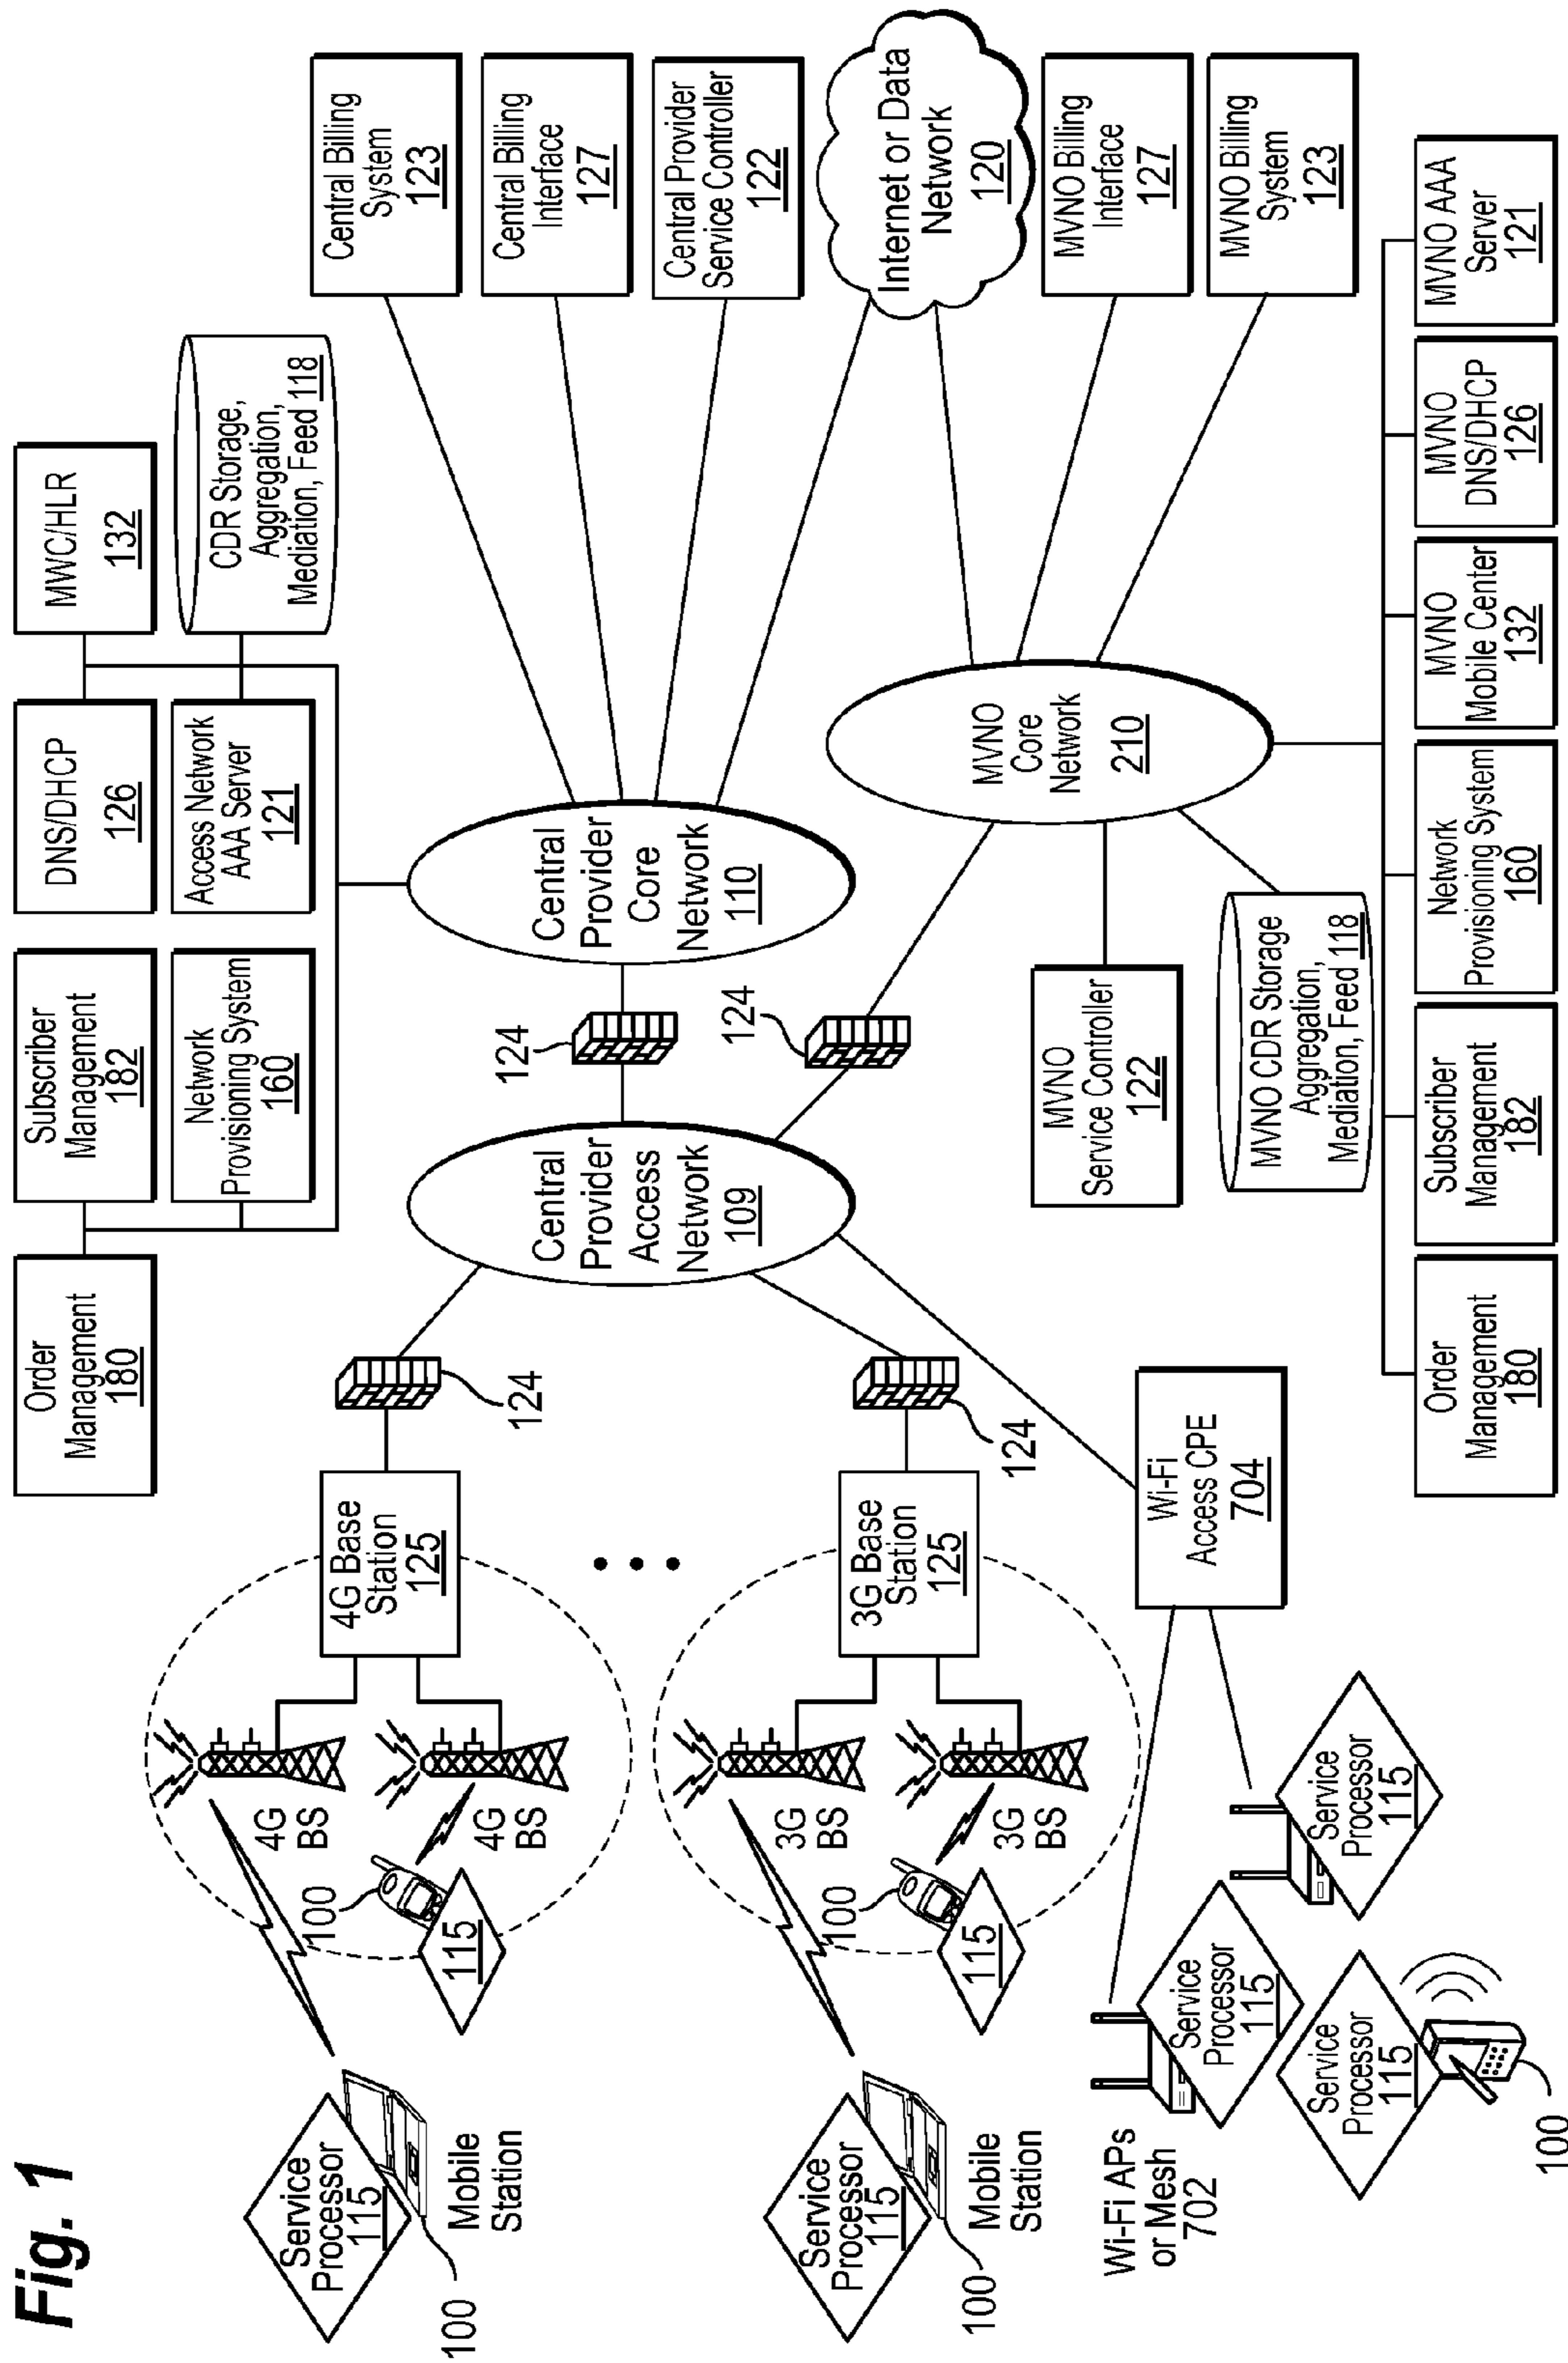 Fig. 1
Order
Management
180
Subscriber
Management
182
DNS/DHCP
126
MWC/HLR
132
Network
Provisioning System
160
Access Network
AAA Server
121
CDR Storage,
Aggregation,
Mediation, Feed 118
Service
Processor
115
100
Mobile
Station
100
115
4G
BS
4G
BS
4G Base
Station
125
124
Service
Processor
115
100
Mobile
Station
100
115
3G
BS
3G
BS
3G Base
Station
125
124
Central
Provider
Access
Network
109
124
124
Central
Provider
Core
Network
110
Central Billing
System
123
Central Billing
Interface
127
Central Provider
Service Controller
122
Internet or Data
Network
120
MVNO Billing
Interface
127
MVNO Billing
System
123
MVNO
Core
Network
210
MVNO
Service Controller
122
MVNO CDR Storage
Aggregation,
Mediation, Feed 118
Wi-Fi APs
or Mesh
702
Service
Processor
115
Service
Processor
115
Service
Processor
115
100
Wi-Fi
Access CPE
704
Order
Management
180
Subscriber
Management
182
Network
Provisioning System
160
MVNO
Mobile Center
132
MVNO
DNS/DHCP
126
MVNO AAA
Server
121